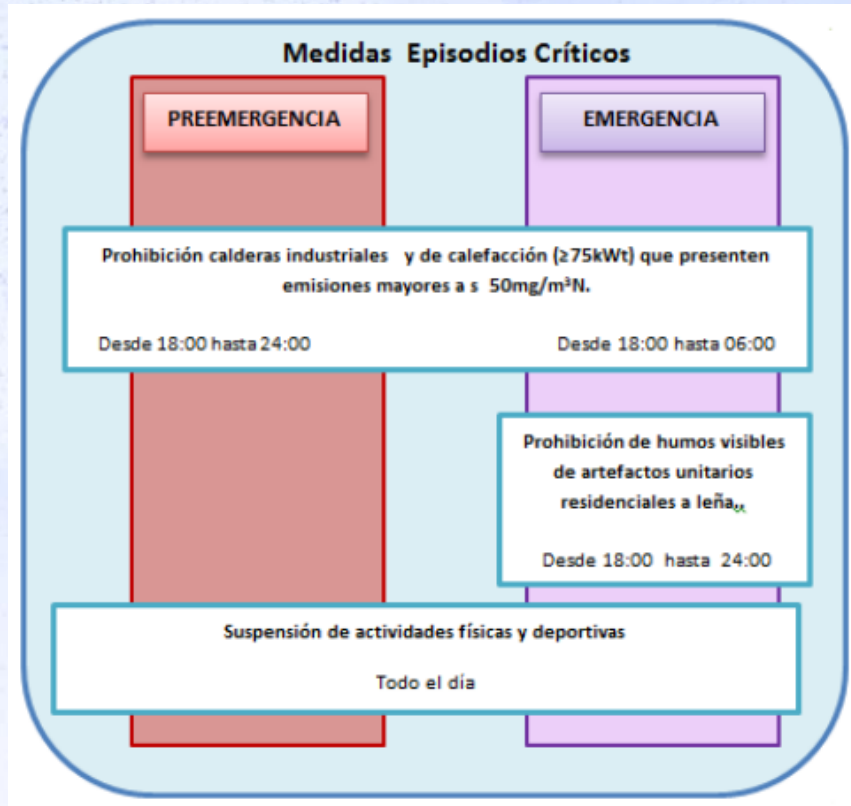 Medidas Episodios Críticos
PREEMERGENCIA
EMERGENCIA
Prohibición calderas industriales y de calefacción (≥75kWt) que presenten
emisiones mayores a s 50mg/m³N.
Desde 18:00 hasta 24:00
Desde 18:00 hasta 06:00
Prohibición de humos visibles
de artefactos unitarios
residenciales a leña,,
Desde 18:00 hasta 24:00
Suspensión de actividades físicas y deportivas
Todo el día